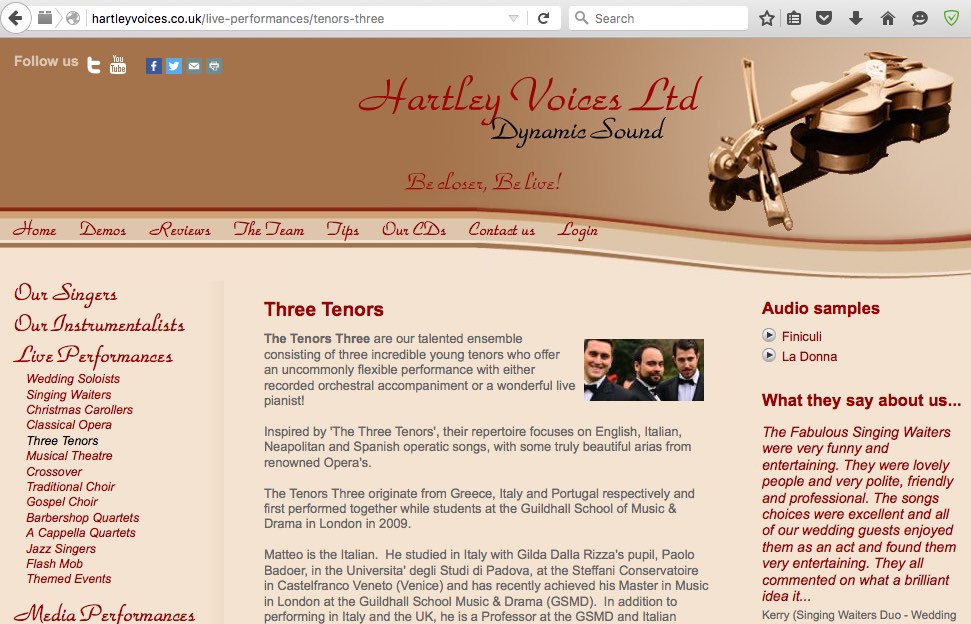 hartleyvoices.co.uk/live-performances/tenors-three
Search
Follow us
You
Tube
Hartley Voices Ltd
Dynamic Sound
Be closer, Be live!
Home Demos Reviews The Team Tips Our CDs Contact us Login
Our Singers
Our Instrumentalists
Live Performances
Wedding Soloists
Singing Waiters
Christmas Carollers
Classical Opera
Three Tenors
Musical Theatre
Crossover
Traditional Choir
Gospel Choir
Barbershop Quartets
A Cappella Quartets
Jazz Singers
Flash Mob
Themed Events
Media Performances
Three Tenors
The Tenors Three are our talented ensemble
consisting of three incredible young tenors who offer
an uncommonly flexible performance with either
recorded orchestral accompaniment or a wonderful live
pianist!
Inspired by 'The Three Tenors', their repertoire focuses on English, Italian,
Neapolitan and Spanish operatic songs, with some truly beautiful arias from
renowned Opera's.
The Tenors Three originate from Greece, Italy and Portugal respectively and
first performed together while students at the Guildhall School of Music &
Drama in London in 2009.
Matteo is the Italian. He studied in Italy with Gilda Dalla Rizza's pupil, Paolo
Badoer, in the Universita' degli Studi di Padova, at the Steffani Conservatoire
in Castelfranco Veneto (Venice) and has recently achieved his Master in Music
in London at the Guildhall School Music & Drama (GSMD). In addition to
performing in Italy and the UK, he is a Professor at the GSMD and Italian
Audio samples
Finiculi
La Donna
What they say about us...
The Fabulous Singing Waiters
were very funny and
entertaining. They were lovely
people and very polite, friendly
and professional. The songs
choices were excellent and all
of our wedding guests enjoyed
them as an act and found them
very entertaining. They all
commented on what a brilliant
idea it...
Kerry (Singing Waiters Duo - Wedding